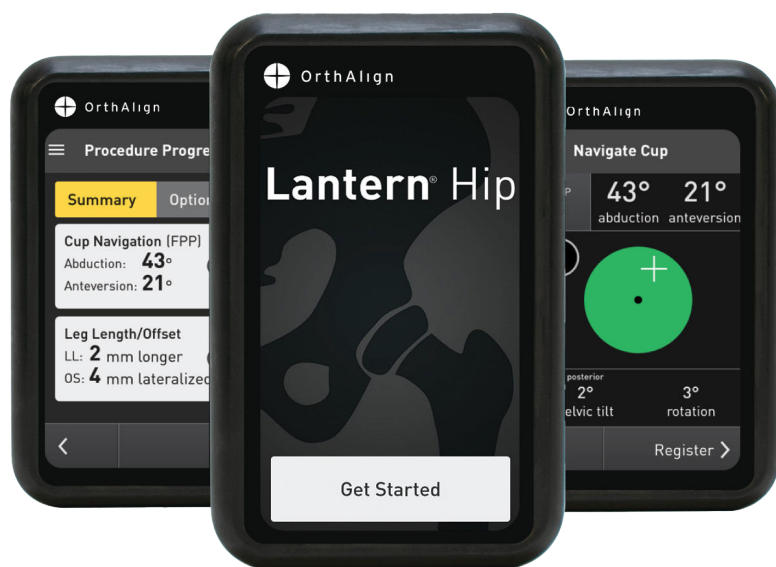 OrthAlign
Procedure Progre
Summary Option
Cup Navigation (FPP)
Abduction: 43°
Anteversion: 21°
Leg Length/Offset
LL: 2 mm longer
OS: 4 mm lateralized
OrthAlign
Lantern® Hip
Get Started
OrthAlign
Navigate Cup
P
43° 21°
abduction anteversion
posterior
2° 3°
elvic tilt rotation
Register